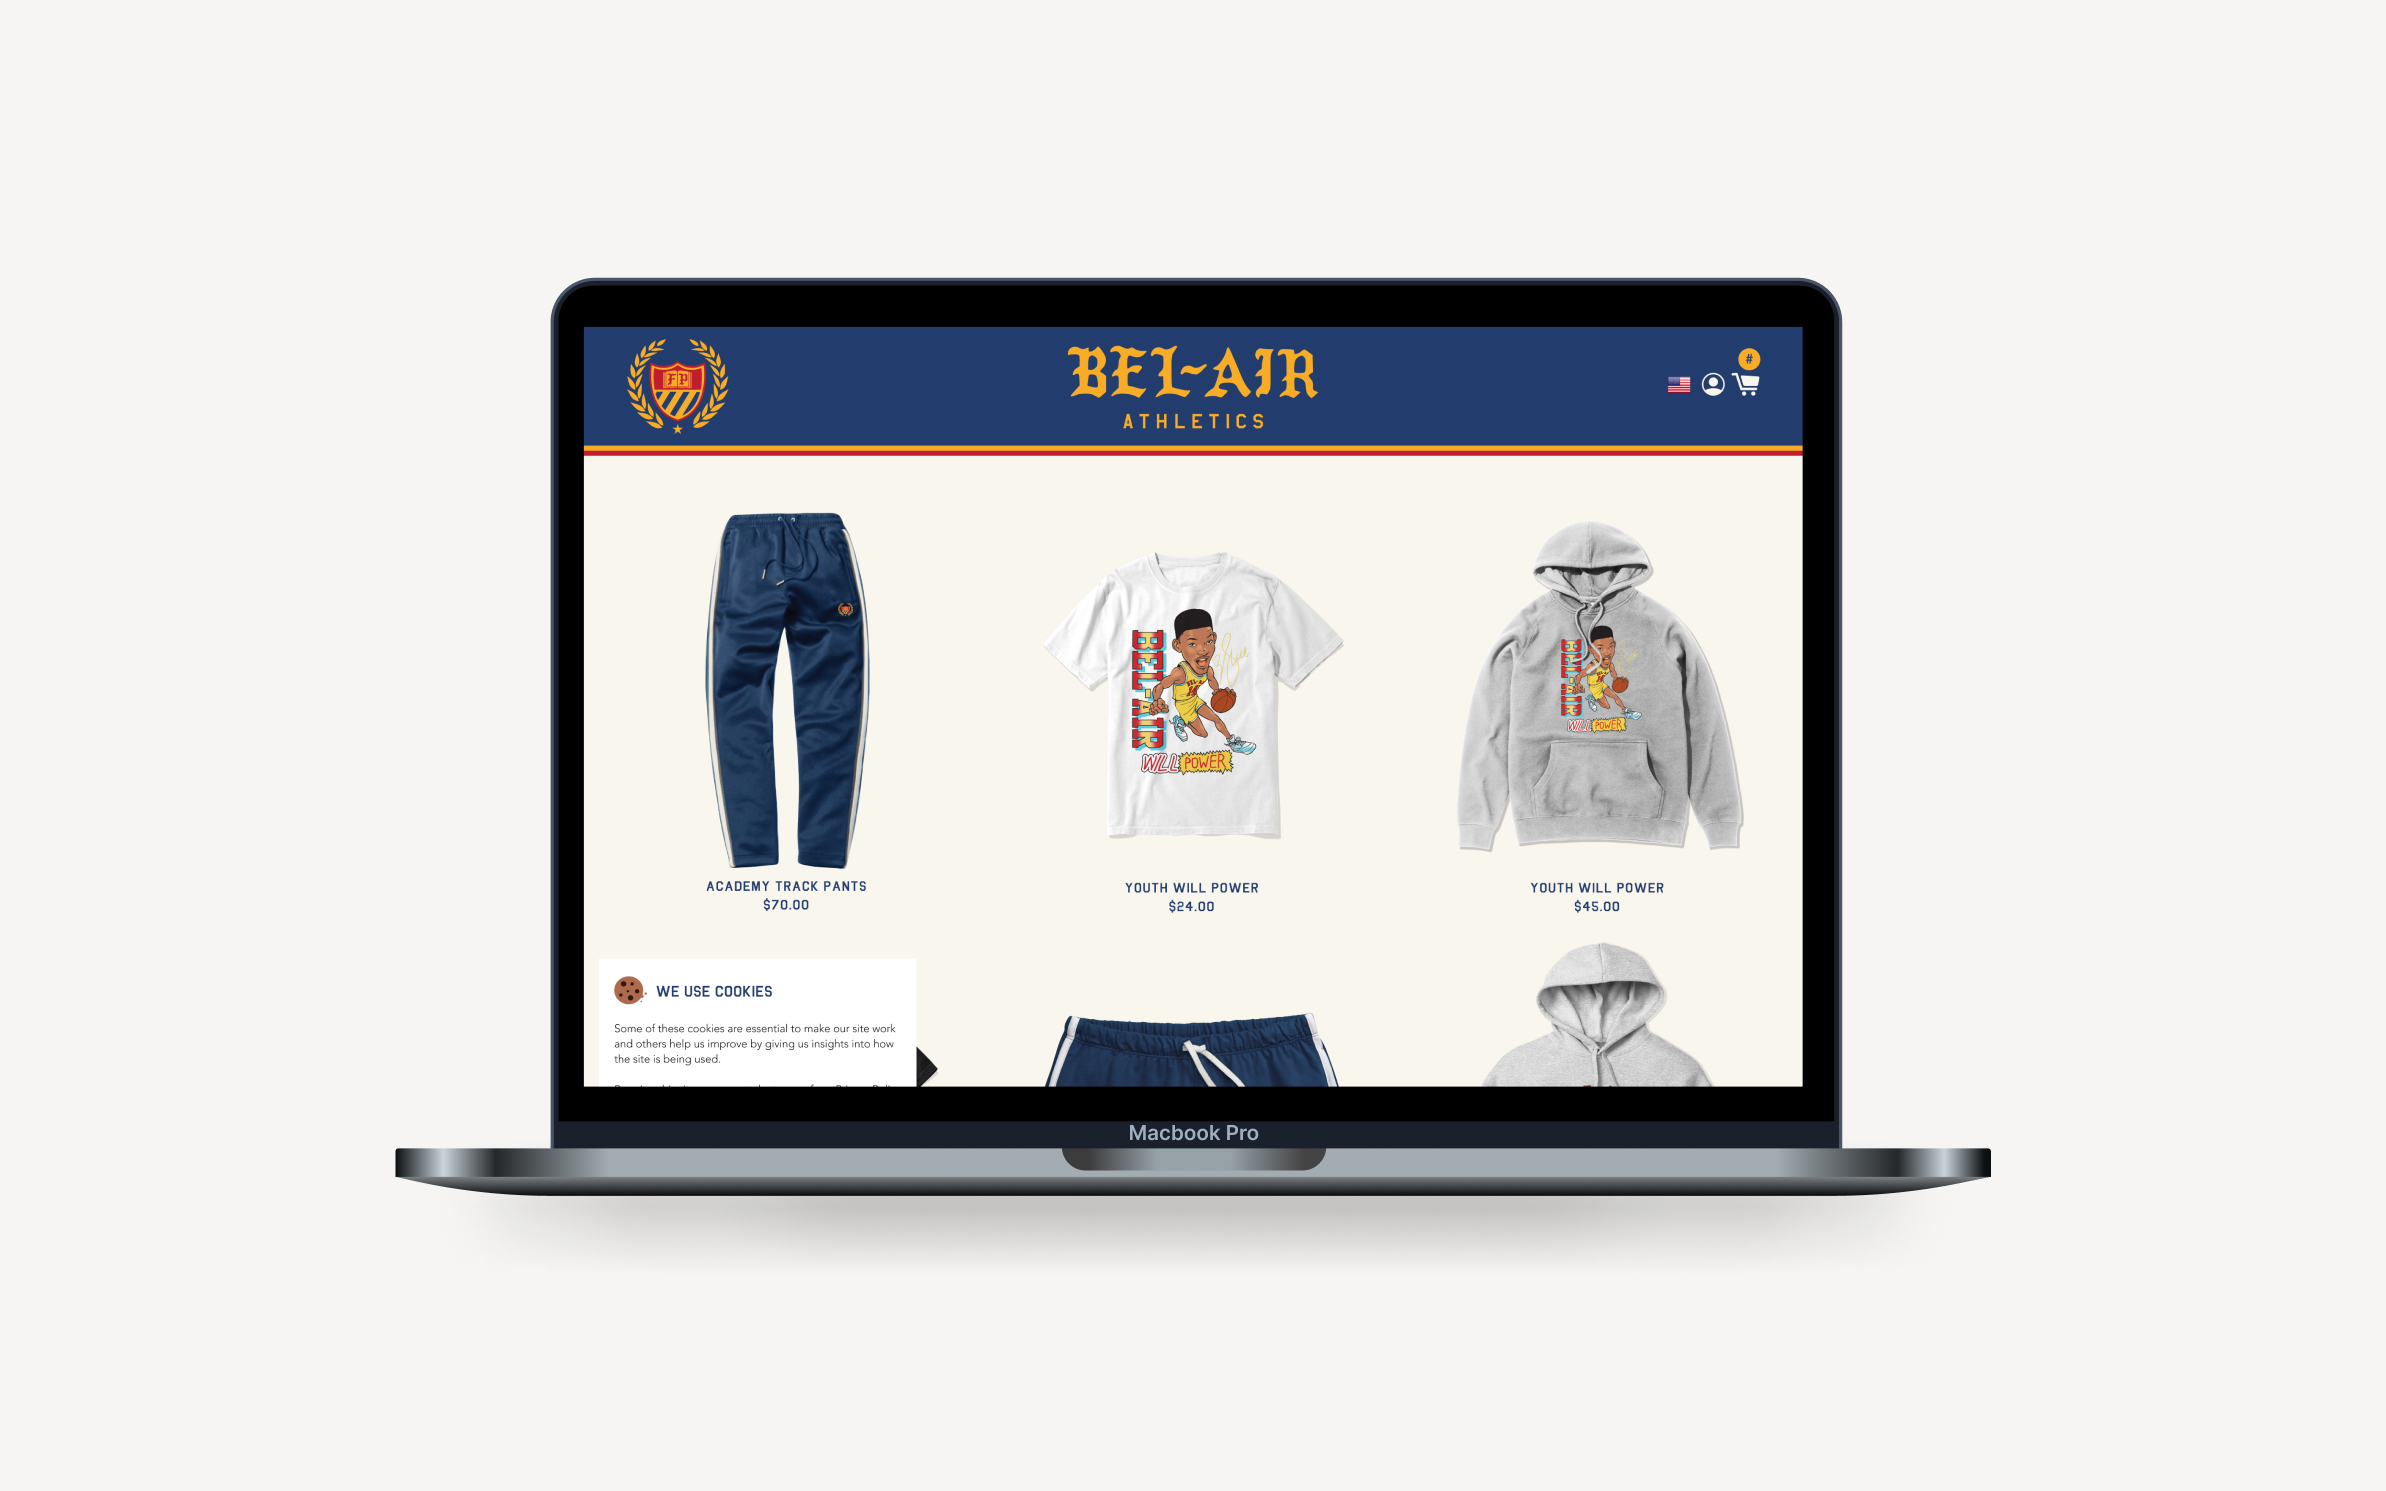 FP
BEL-AIR
ATHLETICS
#
BEL-AIR
WILL POWER
BEL-AIR
WILL POWER
ACADEMY TRACK PANTS
$70.00
YOUTH WILL POWER
$24.00
YOUTH WILL POWER
$45.00
WE USE COOKIES
Some of these cookies are essential to make our site work
and others help us improve by giving us insights into how
the site is being used.
Macbook Pro